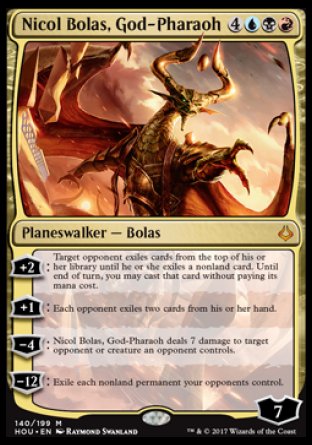 Nicol Bolas, God-Pharaoh 4
Planeswalker — Bolas
+2 : Target opponent exiles cards from the top of his or
her library until he or she exiles a nonland card. Until
end of turn, you may cast that card without paying its
mana cost.
+1 : Each opponent exiles two cards from his or her hand.
-4 : Nicol Bolas, God-Pharaoh deals 7 damage to target
opponent or creature an opponent controls.
-12 : Exile each nonland permanent your opponents control.
7
140/199 M
HOU • EN RAYMOND SWANLAND
™ & © 2017 Wizards of the Coast